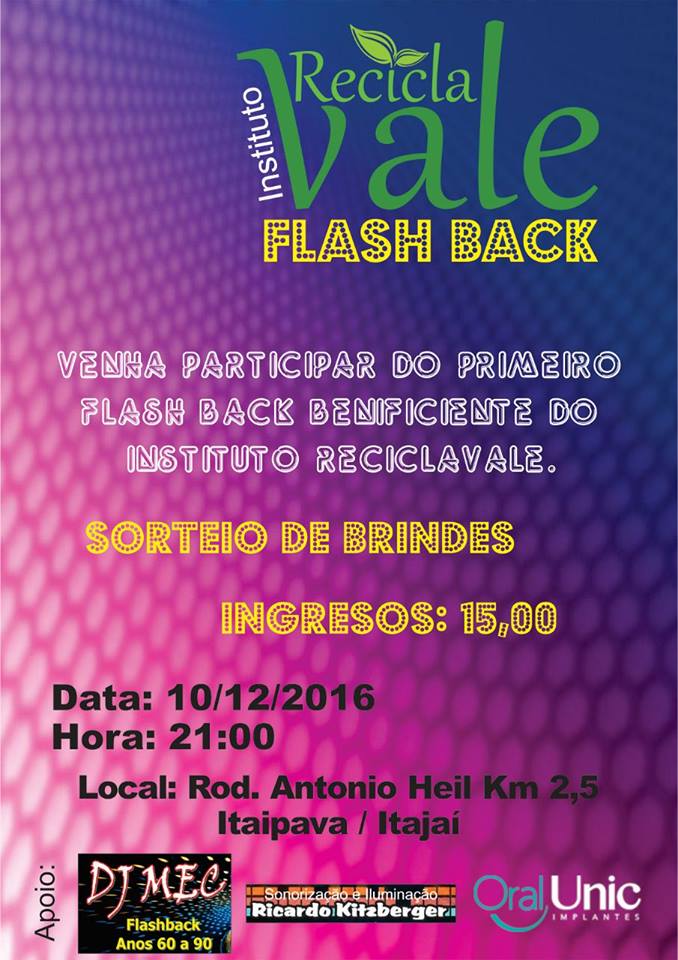 Instituto
Recicla
Vale
FLASH BACK
VENHA PARTICIPAR DO PRIMEIRO
FLASH BACK BENIFICIENTE DO
INSTITUTO RECICLAVALE.
SORTEIO DE BRINDES
INGRESOS: 15,00
Data: 10/12/2016
Hora: 21:00
Local: Rod. Antonio Heil Km 2,5
Itaipava / Itajaí
Apoio:
DJ MEC
Flashback
Anos 60 a 90
Sonorização e Iluminação
Ricardo Kitzberger
Oral Unic
IMPLANTES